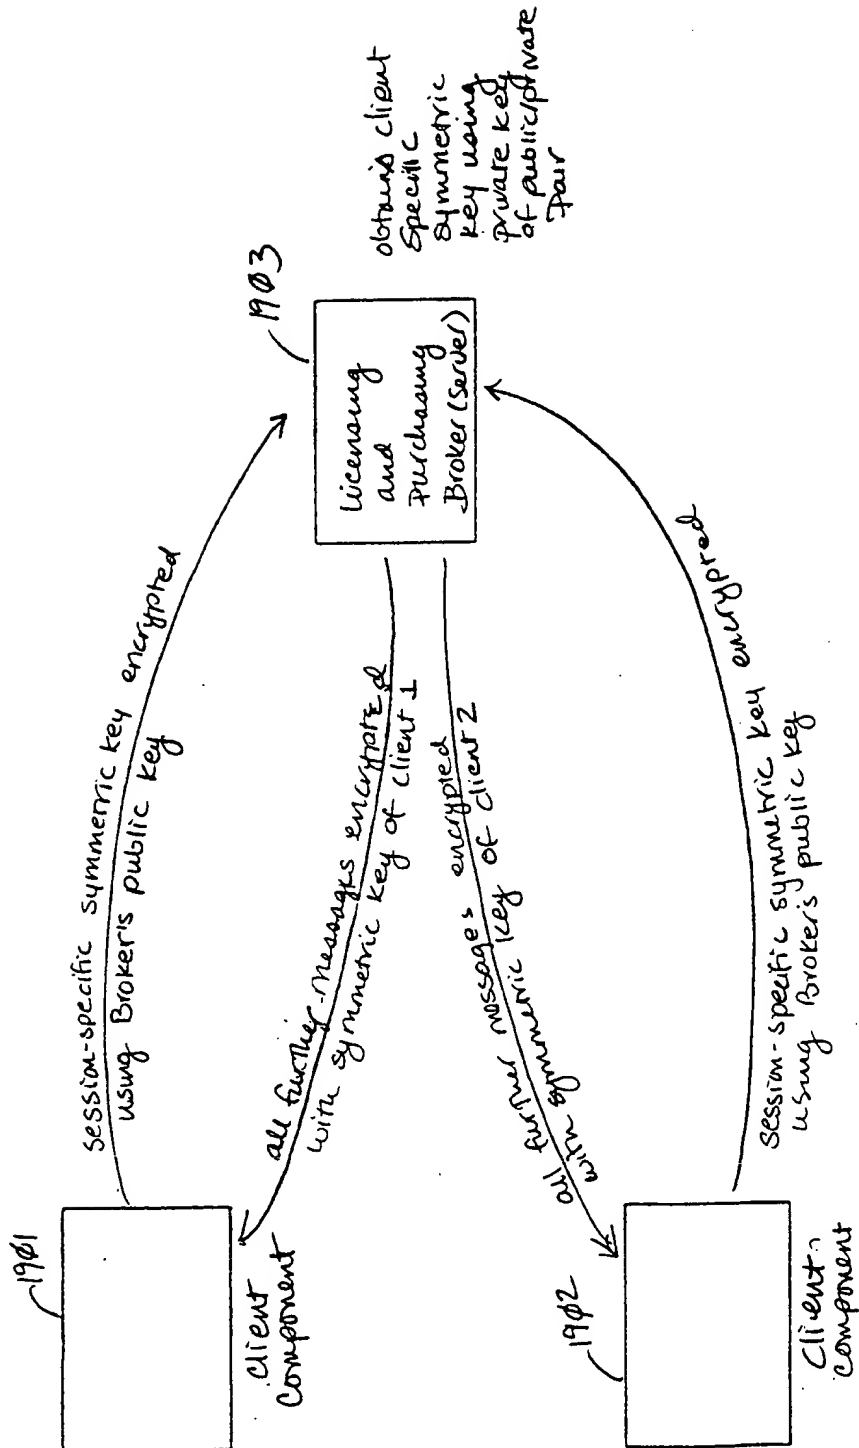 1901
client
component
session-specific symmetric key encrypted
using Broker's public key
all further messages encrypted
with symmetric key of client 1
1903
Licensing
and
Purchasing
Broker (Server)
obtains client
specific
symmetric
key using
private key
of public/private
pair
all further messages encrypted
with symmetric key of client 2
1902
client
component
session-specific symmetric key encrypted
using Broker's public key